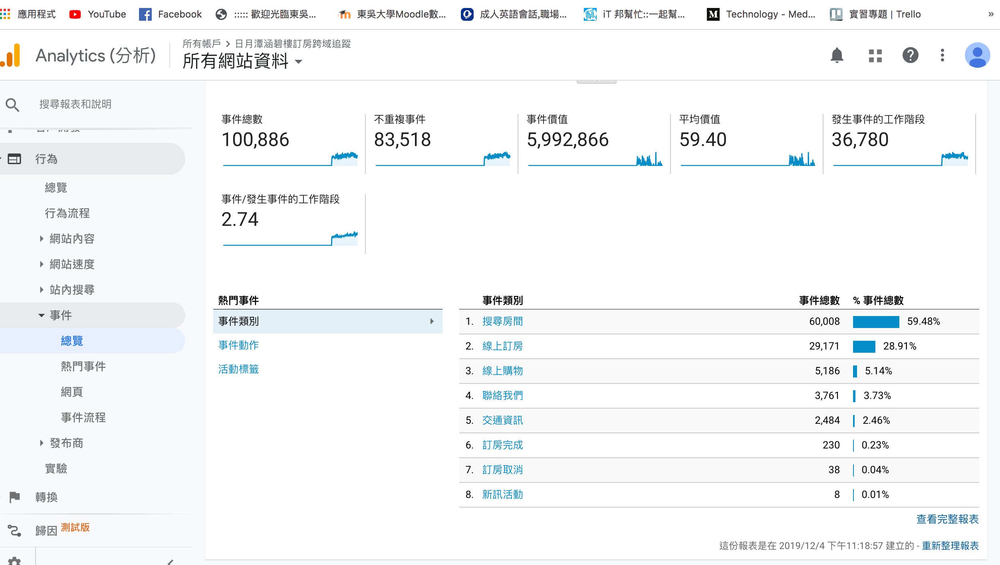 應用程式
YouTube
Facebook
::::: 歡迎光臨東吳...
東吳大學Moodle數...
成人英語會話,職場...
iT 邦幫忙::一起幫...
Technology - Med...
實習專題 | Trello
»
Analytics (分析)
所有帳戶 > 日月潭涵碧樓訂房跨域追蹤
所有網站資料
搜尋報表和說明
行為
總覽
行為流程
網站內容
網站速度
站內搜尋
事件
總覽
熱門事件
網頁
事件流程
發布商
實驗
轉換
歸因 測試版
事件總數
100,886
不重複事件
83,518
事件價值
5,992,866
平均價值
59.40
發生事件的工作階段
36,780
事件/發生事件的工作階段
2.74
熱門事件
事件類別
事件動作
活動標籤
事件類別 事件總數 % 事件總數
1. 搜尋房間 60,008 59.48%
2. 線上訂房 29,171 28.91%
3. 線上購物 5,186 5.14%
4. 聯絡我們 3,761 3.73%
5. 交通資訊 2,484 2.46%
6. 訂房完成 230 0.23%
7. 訂房取消 38 0.04%
8. 新訊活動 8 0.01%
查看完整報表
這份報表是在 2019/12/4 下午11:18:57 建立的 - 重新整理報表